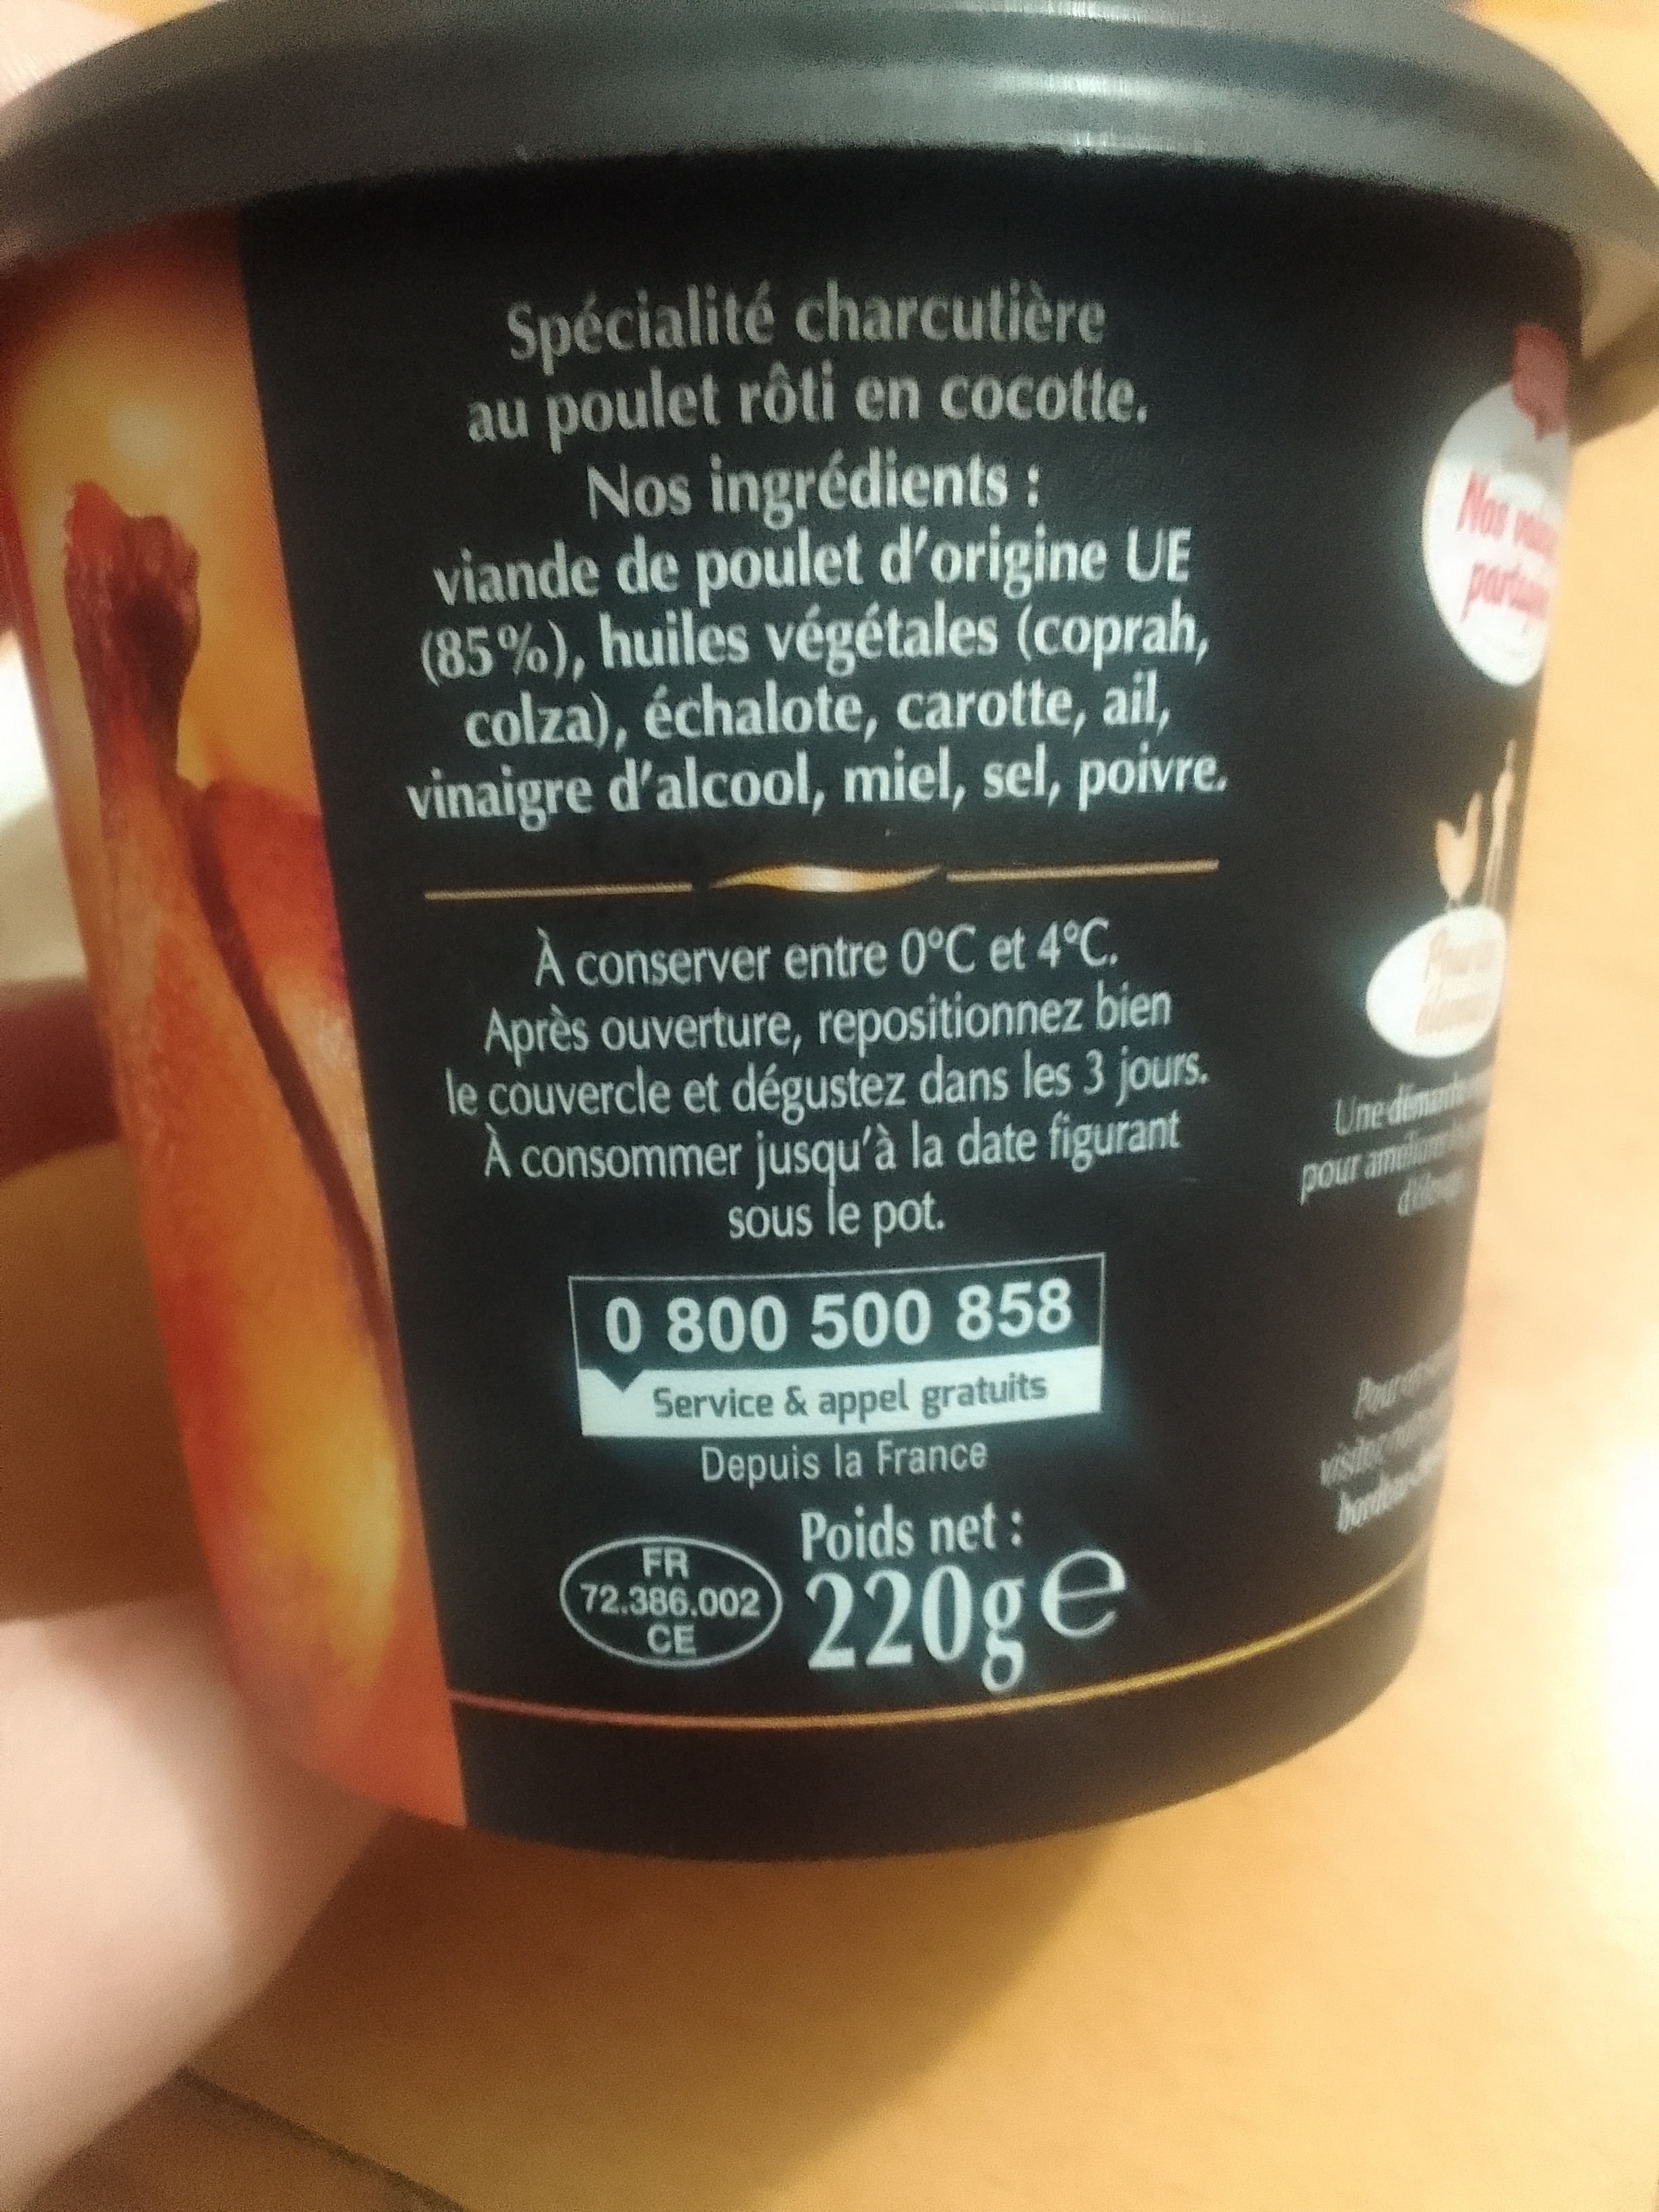 Spécialité charcutière
au poulet rôti en cocotte.
Nos ingrédients :
viande de poulet d'origine UE
(85%), huiles végétales (coprah,
colza), échalote, carotte, ail,
vinaigre d'alcool, miel, sel, poivre.
À conserver entre 0°C et 4°C.
Après ouverture, repositionnez bien
le couvercle et dégustez dans les 3 jours.
À consommer jusqu'à la date figurant
sous le pot.
0 800 500 858
Service & appel gratuits
Depuis la France
FR
72.386.002
CE
Poids net :
220g e
Nos
Une
pour